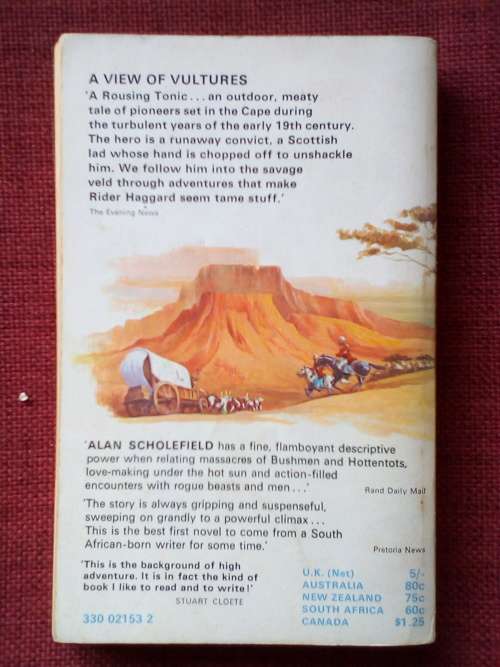 A VIEW OF VULTURES
'A Rousing Tonic... an outdoor, meaty
tale of pioneers set in the Cape during
the turbulent years of the early 19th century.
The hero is a runaway convict, a Scottish
lad whose hand is chopped off to unshackle
him. We follow him into the savage
veld through adventures that make
Rider Haggard seem tame stuff.'
The Evening News
'ALAN SCHOLEFIELD has a fine, flamboyant descriptive
power when relating massacres of Bushmen and Hottentots,
love-making under the hot sun and action-filled
encounters with rogue beasts and men...'
Rand Daily Mail
'The story is always gripping and suspenseful,
sweeping on grandly to a powerful climax...
This is the best first novel to come from a South
African-born writer for some time.'
Pretoria News
'This is the background of high
adventure. It is in fact the kind of
book I like to read and to write!'
STUART CLOETE
330 02153 2
U.K. (Net) 5/-
AUSTRALIA 80c
NEW ZEALAND 75c
SOUTH AFRICA 60c
CANADA $1.25